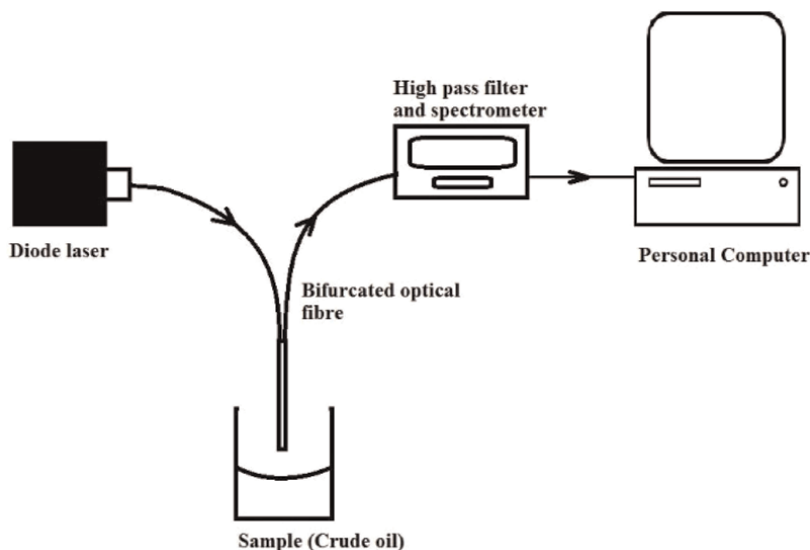 High pass filter
and spectrometer
Diode laser
Personal Computer
Bifurcated optical
fibre
Sample (Crude oil)